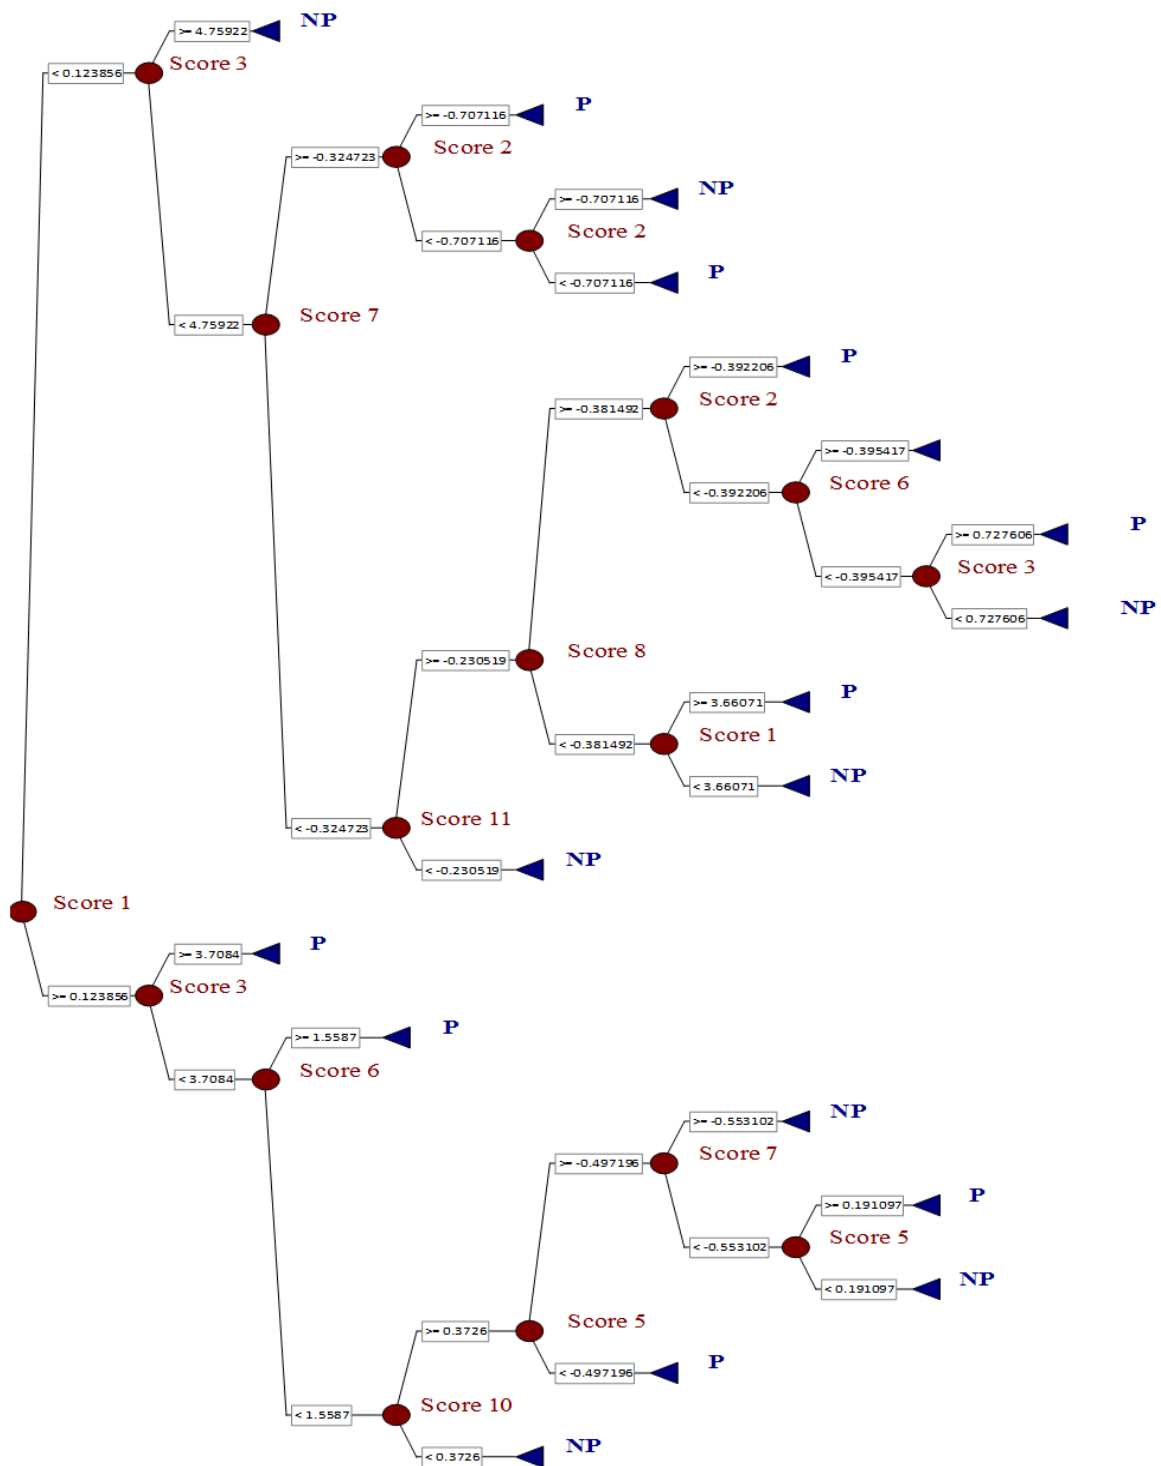 NP
>= 4.75922
Score 3
< 0.123856
P
>= -0.707116
Score 2
>= -0.324723
NP
>= -0.707116
Score 2
< -0.707116
P
< -0.707116
Score 7
< 4.75922
P
>= -0.392206
Score 2
>= -0.381492
>= -0.395417
Score 6
< -0.392206
P
>= 0.727606
Score 3
< -0.395417
NP
< 0.727606
Score 8
>= -0.230519
P
>= 3.66071
Score 1
< -0.381492
NP
< 3.66071
Score 11
< -0.324723
NP
< -0.230519
Score 1
P
>= 3.7084
Score 3
>= 0.123856
P
>= 1.5587
Score 6
< 3.7084
NP
>= -0.553102
Score 7
>= -0.497196
P
>= 0.191097
Score 5
< -0.553102
NP
< 0.191097
Score 5
>= 0.3726
P
< -0.497196
Score 10
< 1.5587
NP
< 0.3726